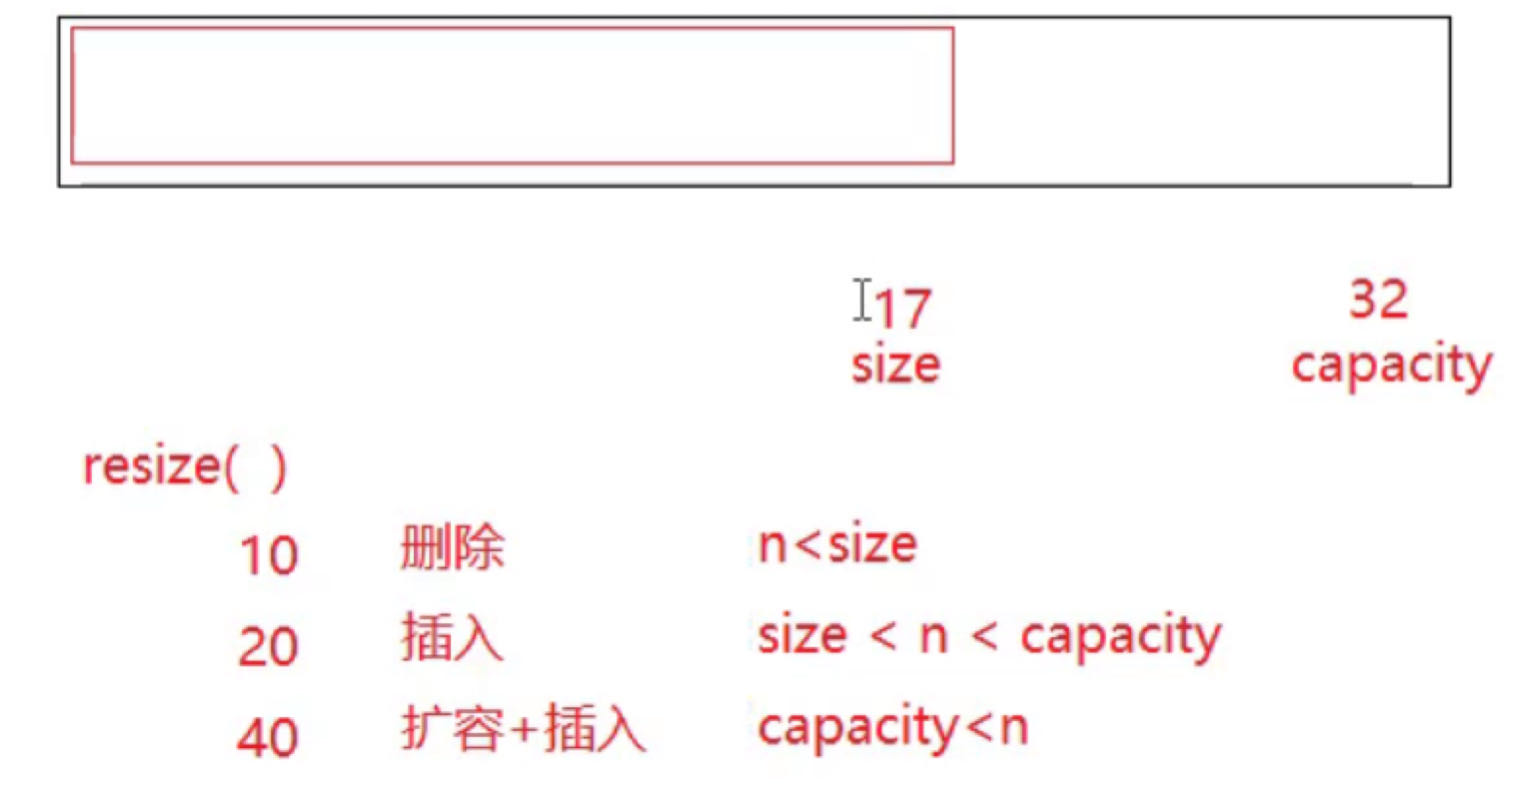 17 32
size capacity
resize( )
10 删除 n<size
20 插入 size < n < capacity
40 扩容+插入 capacity<n